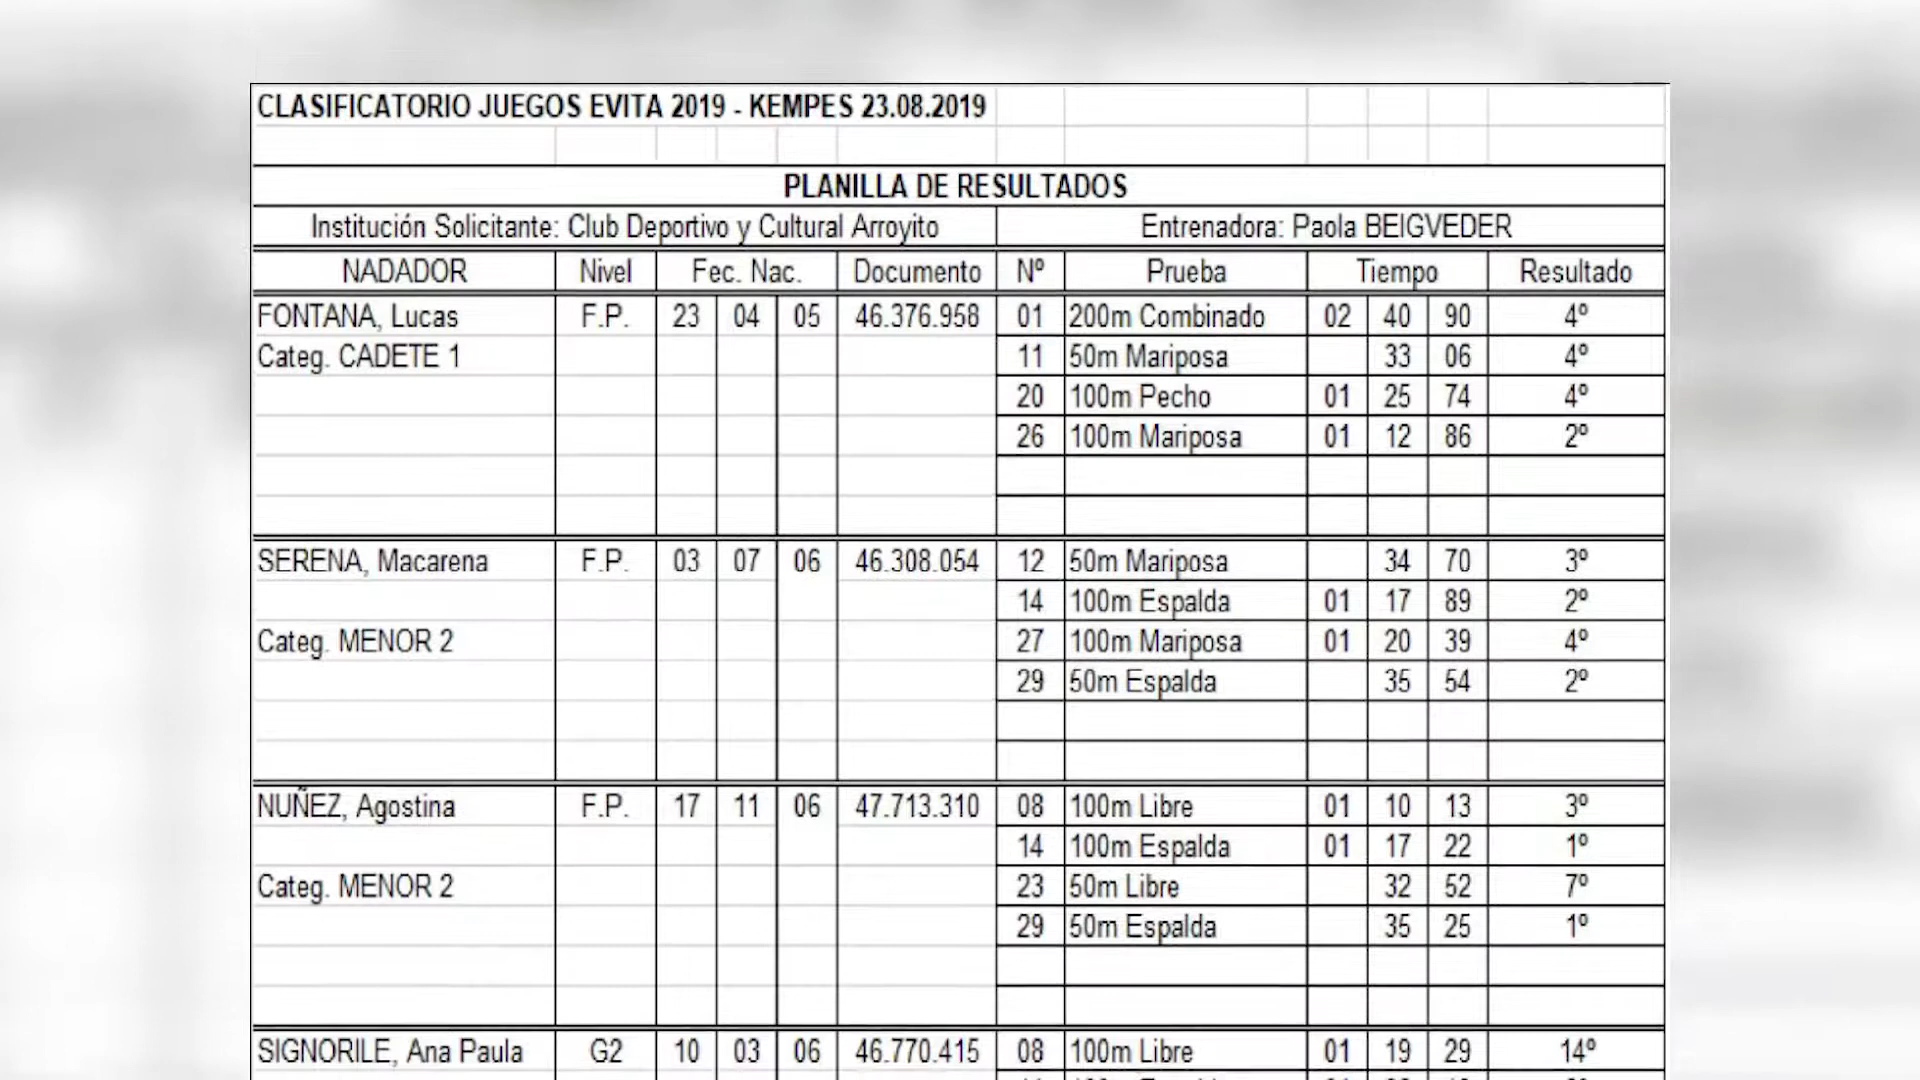 CLASIFICATORIO JUEGOS EVITA 2019 - KEMPES 23.08.2019
PLANILLA DE RESULTADOS
Institución Solicitante: Club Deportivo y Cultural Arroyito Entrenadora: Paola BEIGVEDER
NADADOR Nivel Fec. Nac. Documento Nº Prueba Tiempo Resultado
FONTANA, Lucas F.P. 23 04 05 46.376.958 01 200m Combinado 02 40 90 4º
Categ. CADETE 1 11 50m Mariposa 33 06 4º
20 100m Pecho 01 25 74 4º
26 100m Mariposa 01 12 86 2º
SERENA, Macarena F.P. 03 07 06 46.308.054 12 50m Mariposa 34 70 3º
14 100m Espalda 01 17 89 2º
Categ. MENOR 2 27 100m Mariposa 01 20 39 4º
29 50m Espalda 35 54 2º
NUÑEZ, Agostina F.P. 17 11 06 47.713.310 08 100m Libre 01 10 13 3º
14 100m Espalda 01 17 22 1º
Categ. MENOR 2 23 50m Libre 32 52 7º
29 50m Espalda 35 25 1º
SIGNORILE, Ana Paula G2 10 03 06 46.770.415 08 100m Libre 01 19 29 14º